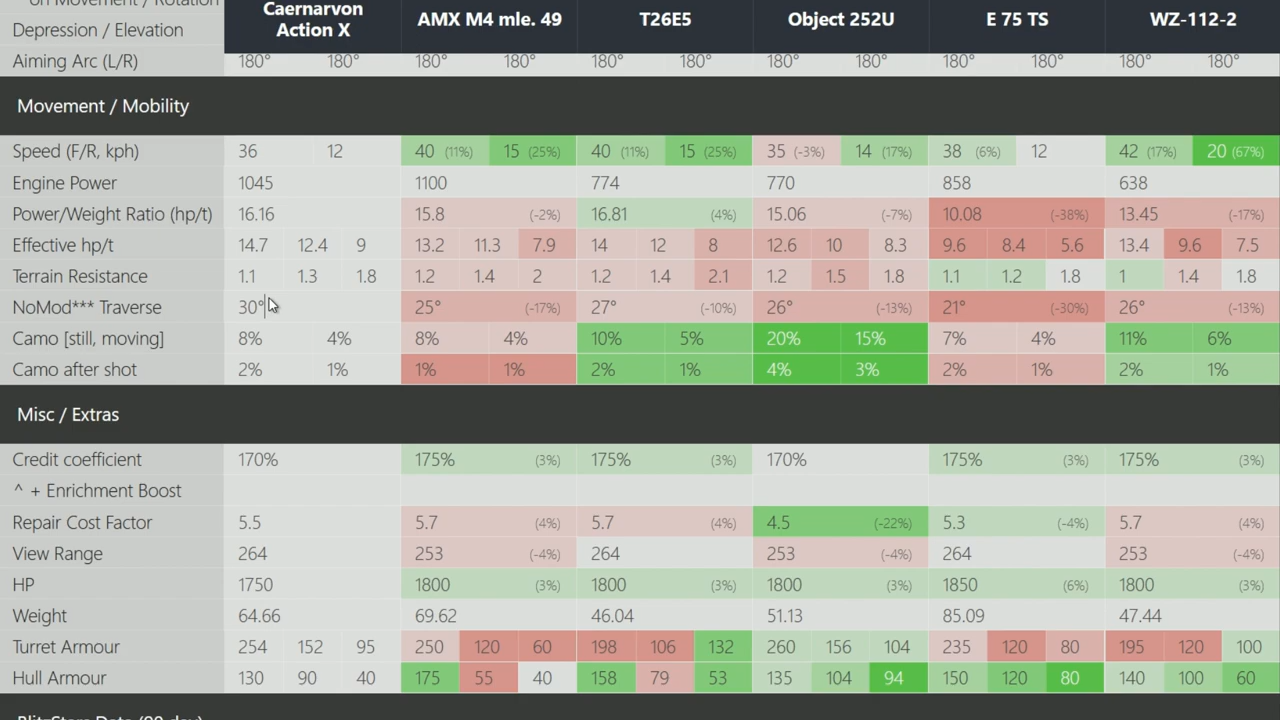 on Movement / Rotation
Caernarvon Action X AMX M4 mle. 49 T26E5 Object 252U E 75 TS WZ-112-2
Depression / Elevation
Aiming Arc (L/R) 180° 180° 180° 180° 180° 180° 180° 180° 180° 180° 180° 180°
Movement / Mobility
Speed (F/R, kph) 36 12 40 (11%) 15 (25%) 40 (11%) 15 (25%) 35 (-3%) 14 (17%) 38 (6%) 12 42 (17%) 20 (67%)
Engine Power 1045 1100 774 770 858 638
Power/Weight Ratio (hp/t) 16.16 15.8 (-2%) 16.81 (4%) 15.06 (-7%) 10.08 (-38%) 13.45 (-17%)
Effective hp/t 14.7 12.4 9 13.2 11.3 7.9 14 12 8 12.6 10 8.3 9.6 8.4 5.6 13.4 9.6 7.5
Terrain Resistance 1.1 1.3 1.8 1.2 1.4 2 1.2 1.4 2.1 1.2 1.5 1.8 1.1 1.2 1.8 1 1.4 1.8
NoMod*** Traverse 30° 25° (-17%) 27° (-10%) 26° (-13%) 21° (-30%) 26° (-13%)
Camo [still, moving] 8% 4% 8% 4% 10% 5% 20% 15% 7% 4% 11% 6%
Camo after shot 2% 1% 1% 1% 2% 1% 4% 3% 2% 1% 2% 1%
Misc / Extras
Credit coefficient 170% 175% (3%) 175% (3%) 170% 175% (3%) 175% (3%)
^ + Enrichment Boost
Repair Cost Factor 5.5 5.7 (4%) 5.7 (4%) 4.5 (-22%) 5.3 (-4%) 5.7 (4%)
View Range 264 253 (-4%) 264 253 (-4%) 264 253 (-4%)
HP 1750 1800 (3%) 1800 (3%) 1800 (3%) 1850 (6%) 1800 (3%)
Weight 64.66 69.62 46.04 51.13 85.09 47.44
Turret Armour 254 152 95 250 120 60 198 106 132 260 156 104 235 120 80 195 120 100
Hull Armour 130 90 40 175 55 40 158 79 53 135 104 94 150 120 80 140 100 60
BlitzStars Data (90 day)